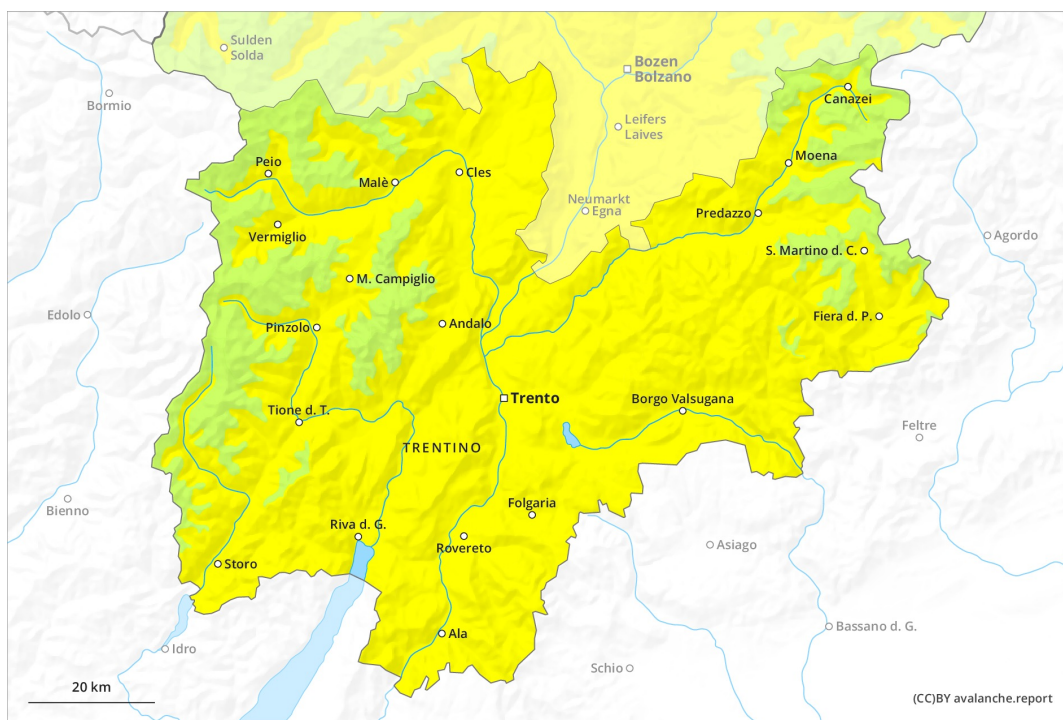 Sulden
Solda
Bozen
Bolzano
Bormio
Canazei
Leifers
Laives
Peio
Malè
Cles
Moena
Neumarkt
Egna
Predazzo
Vermiglio
Agordo
S. Martino d. C.
M. Campiglio
Edolo
Pinzolo
Andalo
Fiera d. P.
Trento
Borgo Valsugana
Tione d. T.
Feltre
TRENTINO
Bienno
Folgaria
Riva d. G.
Rovereto
Asiago
Storo
Ala
Bassano d. G.
Idro
Schio
20 km
(CC)BY avalanche.report